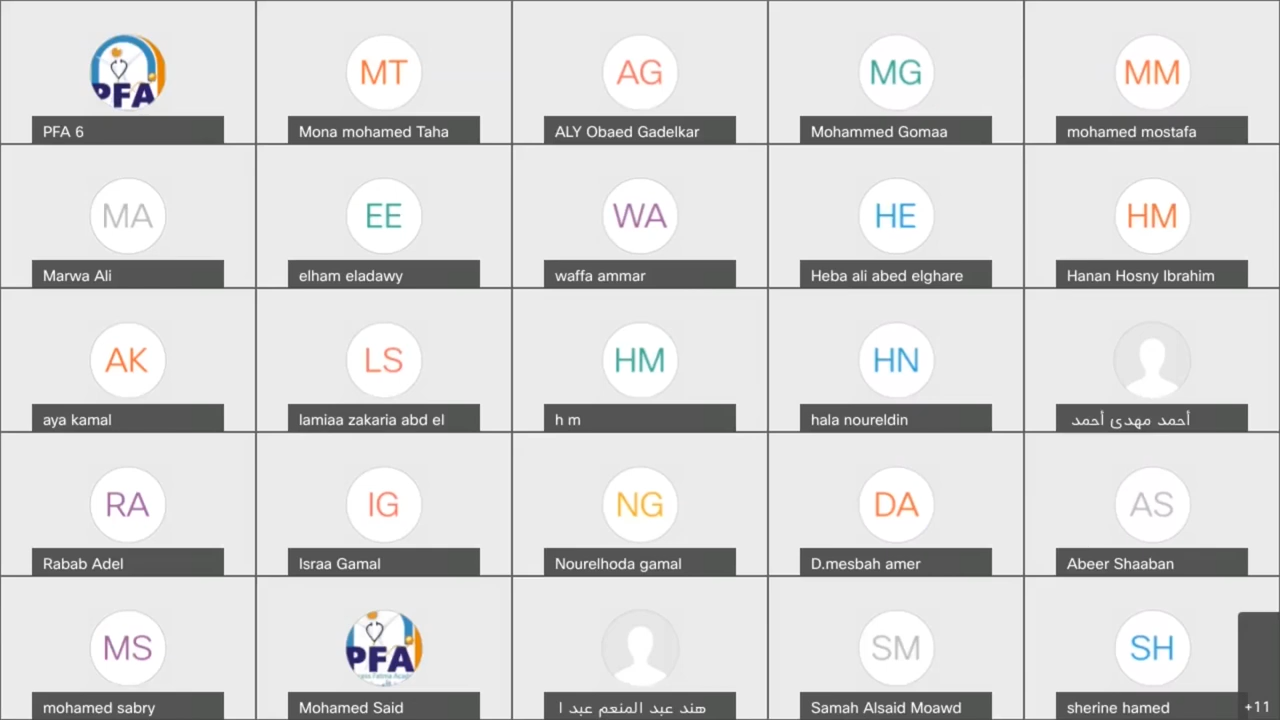 PFA
PFA 6
MT
Mona mohamed Taha
AG
ALY Obaed Gadelkar
MG
Mohammed Gomaa
MM
mohamed mostafa
MA
Marwa Ali
EE
elham eladawy
WA
waffa ammar
HE
Heba ali abed elghare
HM
Hanan Hosny Ibrahim
AK
aya kamal
LS
lamiaa zakaria abd el
HM
h m
HN
hala noureldin
أحمد مهدى أحمد
RA
Rabab Adel
IG
Israa Gamal
NG
Nourelhoda gamal
DA
D.mesbah amer
AS
Abeer Shaaban
MS
mohamed sabry
PFA
Mohamed Said
هند عبد المنعم عبد ا
SM
Samah Alsaid Moawd
SH
sherine hamed
+11